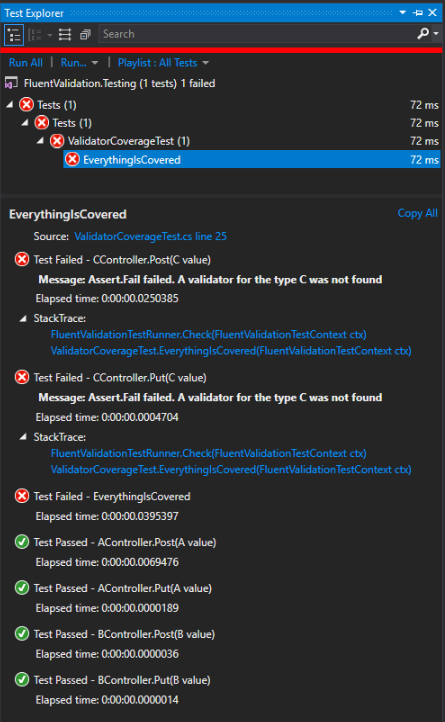 Test Explorer
Search
Run All | Run... | Playlist : All Tests
FluentValidation.Testing (1 tests) 1 failed
Tests (1) 72 ms
Tests (1) 72 ms
ValidatorCoverageTest (1) 72 ms
EverythingIsCovered 72 ms
EverythingIsCovered Copy All
Source: ValidatorCoverageTest.cs line 25
Test Failed - CController.Post(C value)
Message: Assert.Fail failed. A validator for the type C was not found
Elapsed time: 0:00:00.0250385
StackTrace:
FluentValidationTestRunner.Check(FluentValidationTestContext ctx)
ValidatorCoverageTest.EverythingIsCovered(FluentValidationTestContext ctx)
Test Failed - CController.Put(C value)
Message: Assert.Fail failed. A validator for the type C was not found
Elapsed time: 0:00:00.0004704
StackTrace:
FluentValidationTestRunner.Check(FluentValidationTestContext ctx)
ValidatorCoverageTest.EverythingIsCovered(FluentValidationTestContext ctx)
Test Failed - EverythingIsCovered
Elapsed time: 0:00:00.0395397
Test Passed - AController.Post(A value)
Elapsed time: 0:00:00.0069476
Test Passed - AController.Put(A value)
Elapsed time: 0:00:00.0000189
Test Passed - BController.Post(B value)
Elapsed time: 0:00:00.0000036
Test Passed - BController.Put(B value)
Elapsed time: 0:00:00.0000014